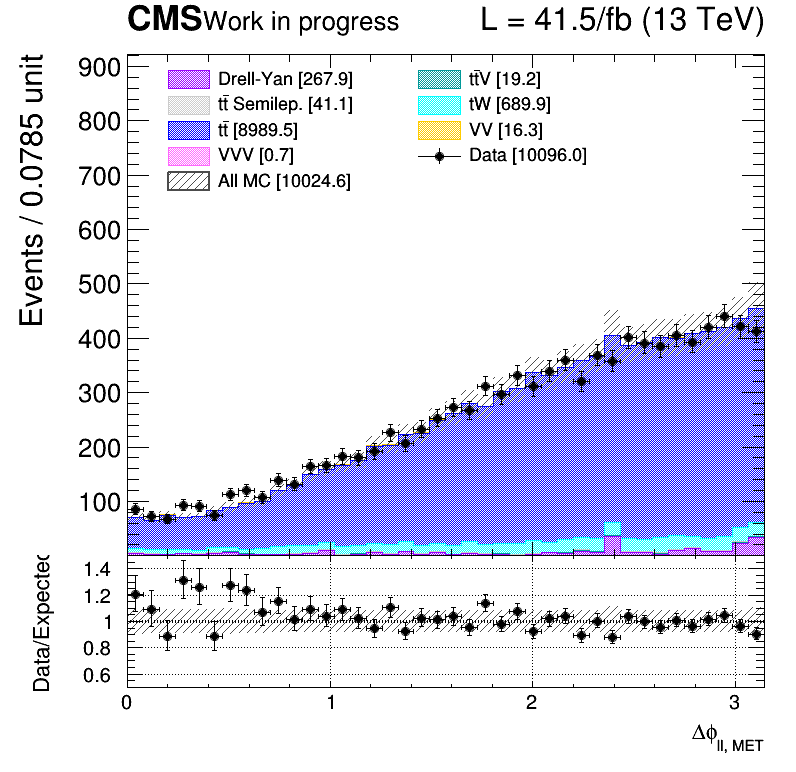 CMS Work in progress L = 41.5/fb (13 TeV)
Events / 0.0785 unit
900
800
700
600
500
400
300
200
100
Drell-Yan [267.9]
tt̄ Semilep. [41.1]
tt̄ [8989.5]
VVV [0.7]
All MC [10024.6]
tt̄V [19.2]
tW [689.9]
VV [16.3]
Data [10096.0]
Data/Expected
1.4
1.2
1
0.8
0.6
0 1 2 3
Δϕll, MET